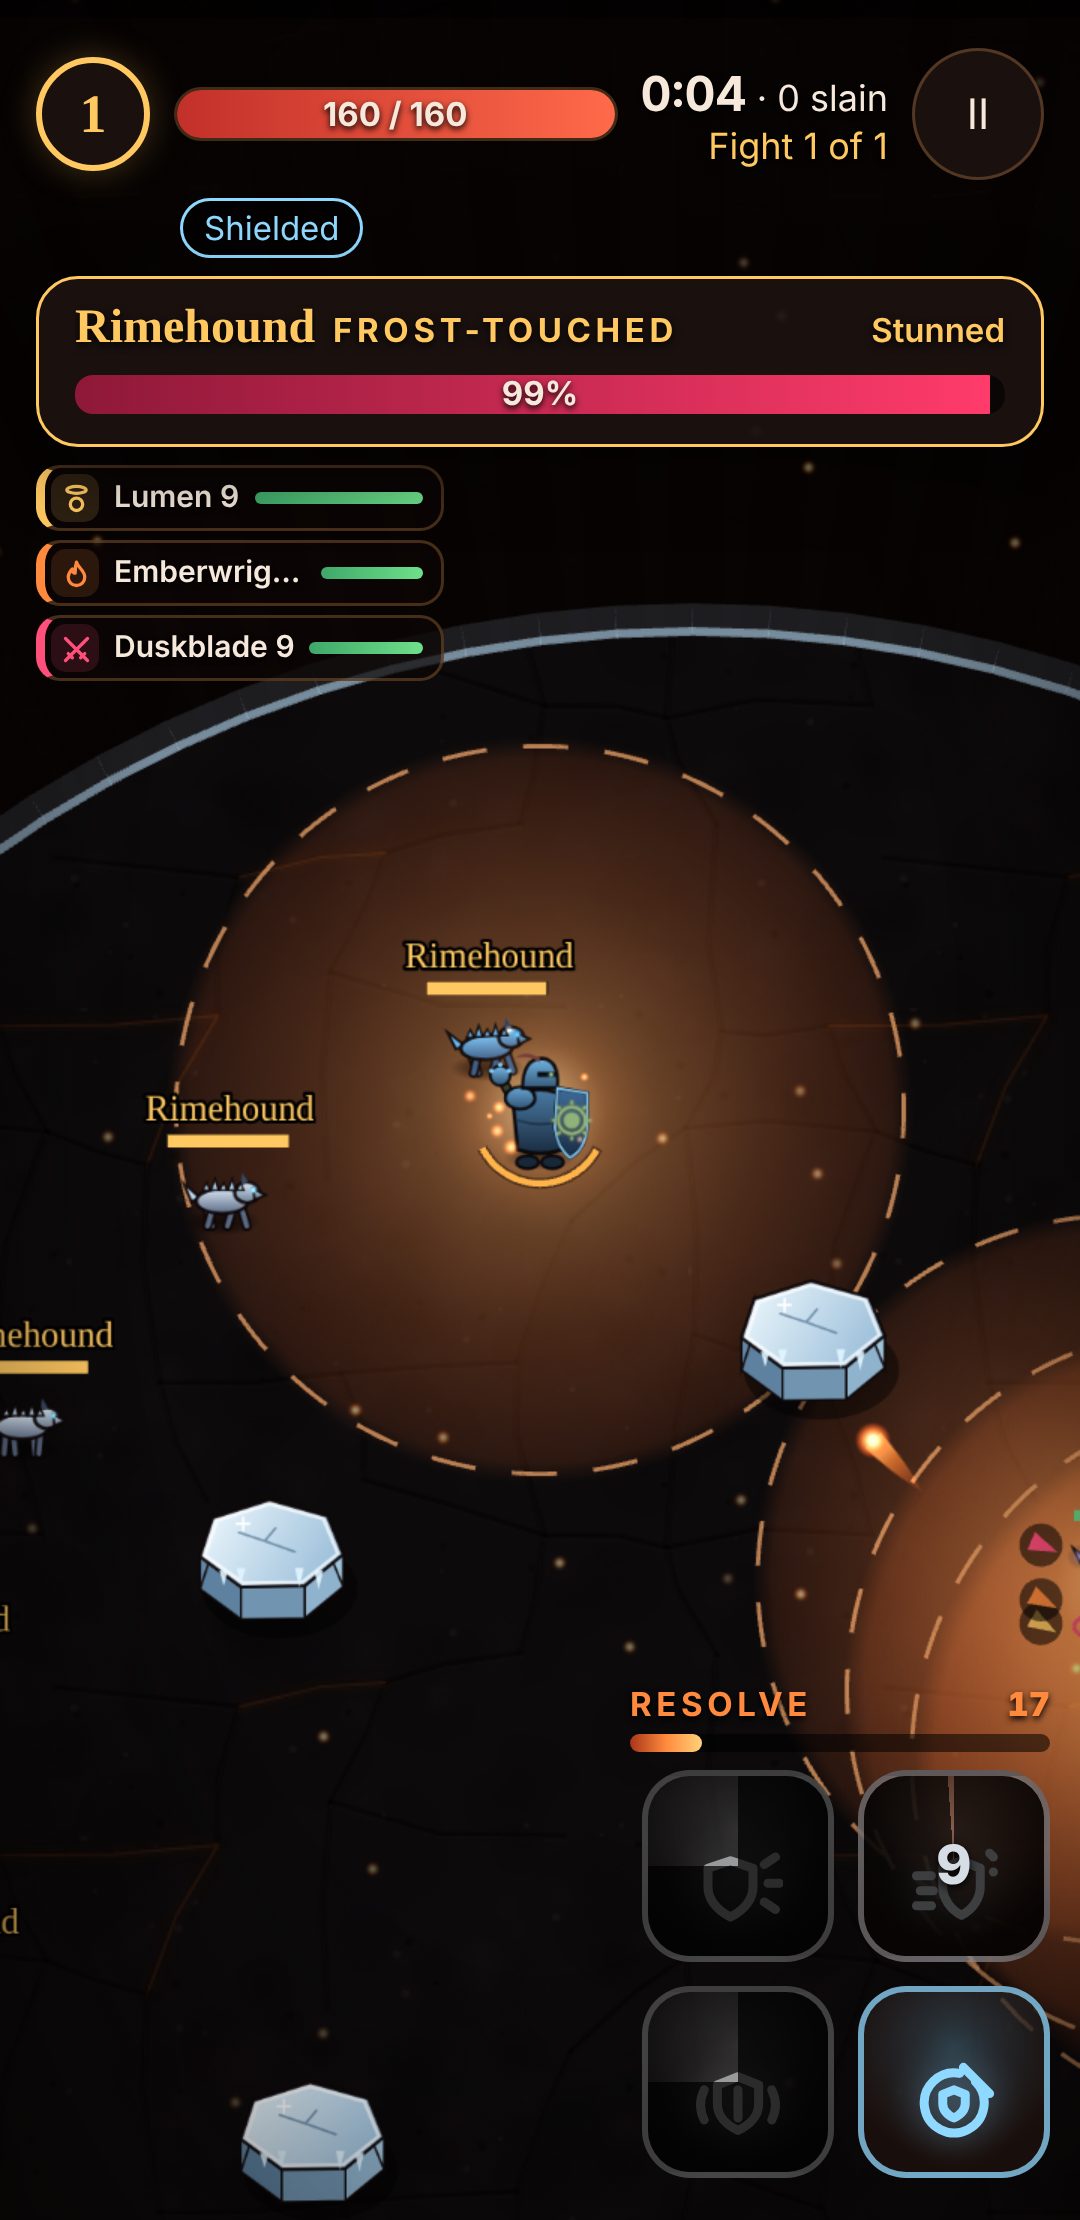 1
160 / 160
0:04 · 0 slain
Fight 1 of 1
Shielded
Rimehound FROST-TOUCHED
Stunned
99%
Lumen 9
Emberwrig...
Duskblade 9
Rimehound
Rimehound
nehound
d
RESOLVE 17
9
d